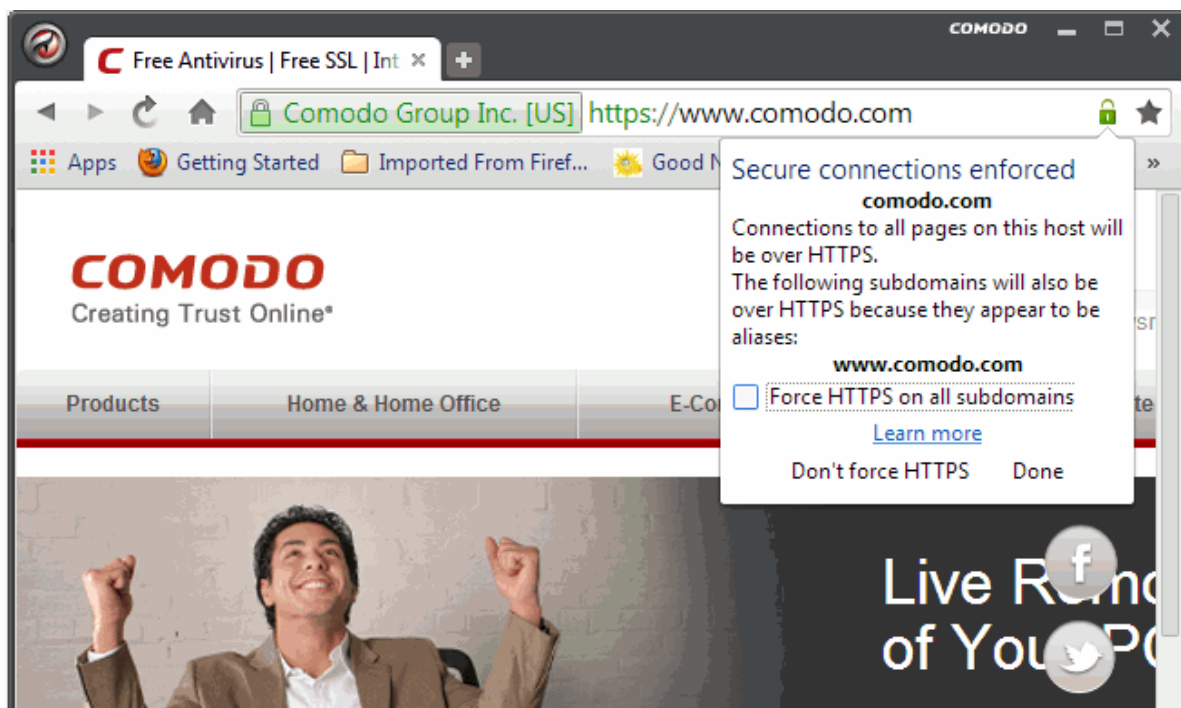 COMODO
Free Antivirus | Free SSL | Int
Comodo Group Inc. [US] https://www.comodo.com
Apps Getting Started Imported From Firef... Good N »
Secure connections enforced
comodo.com
Connections to all pages on this host will
be over HTTPS.
The following subdomains will also be
over HTTPS because they appear to be
aliases:
www.comodo.com
Force HTTPS on all subdomains
Learn more
Don't force HTTPS Done
COMODO
Creating Trust Online®
Products Home & Home Office E-Co
Live Remo
of You PC